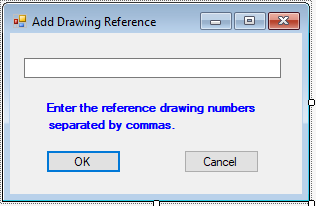 Add Drawing Reference
Enter the reference drawing numbers
separated by commas.
OK
Cancel